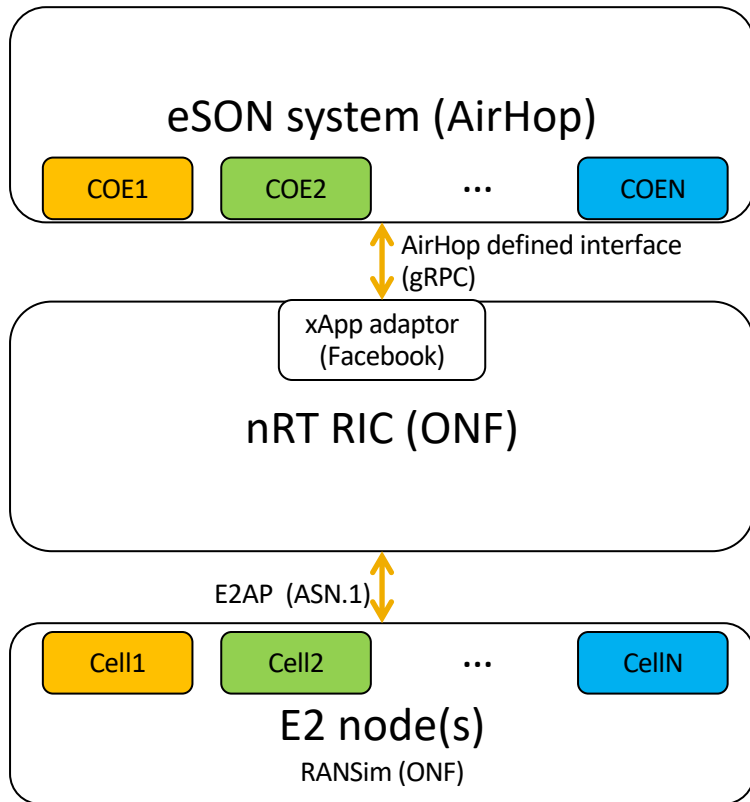 eSON system (AirHop)
COE1
COE2
...
COEN
AirHop defined interface
(gRPC)
xApp adaptor
(Facebook)
nRT RIC (ONF)
E2AP (ASN.1)
Cell1
Cell2
...
CellN
E2 node(s)
RANSim (ONF)